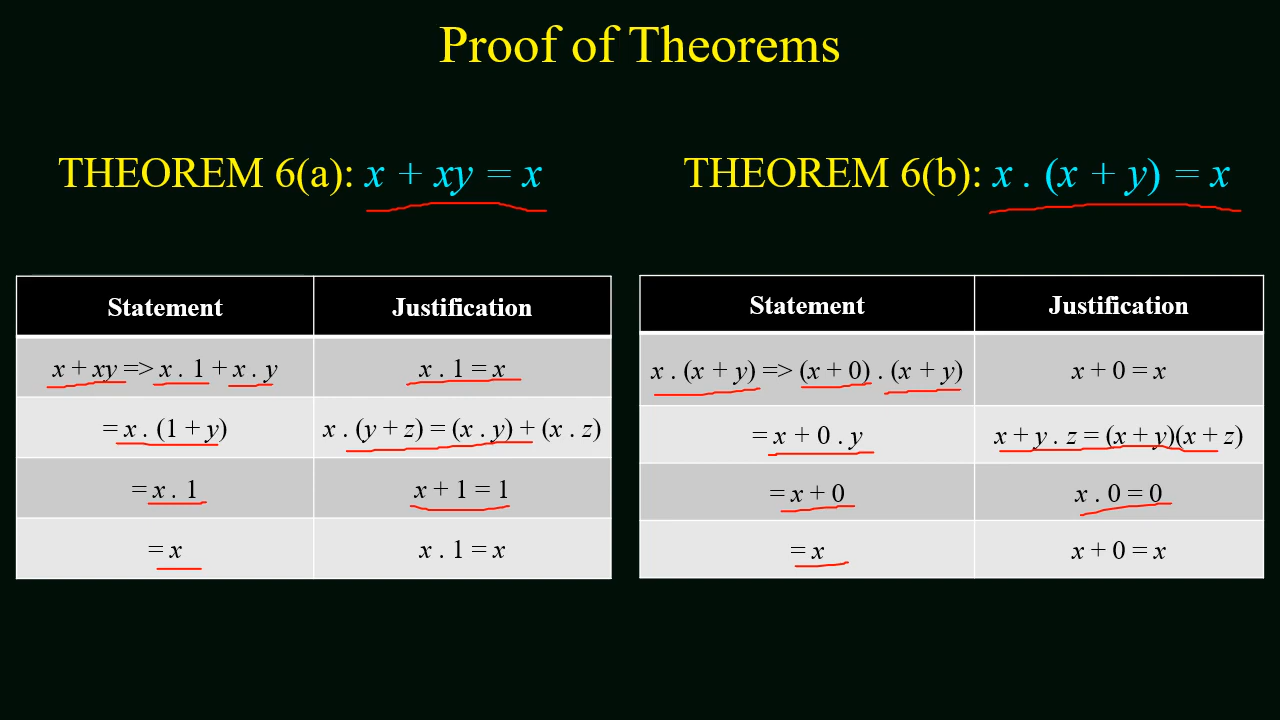 Proof of Theorems
THEOREM 6(a): x + xy = x
Statement Justification
x + xy => x . 1 + x . y x . 1 = x
= x . (1 + y) x . (y + z) = (x . y) + (x . z)
= x . 1 x + 1 = 1
= x x . 1 = x
THEOREM 6(b): x . (x + y) = x
Statement Justification
x . (x + y) => (x + 0) . (x + y) x + 0 = x
= x + 0 . y x + y . z = (x + y)(x + z)
= x + 0 x . 0 = 0
= x x + 0 = x